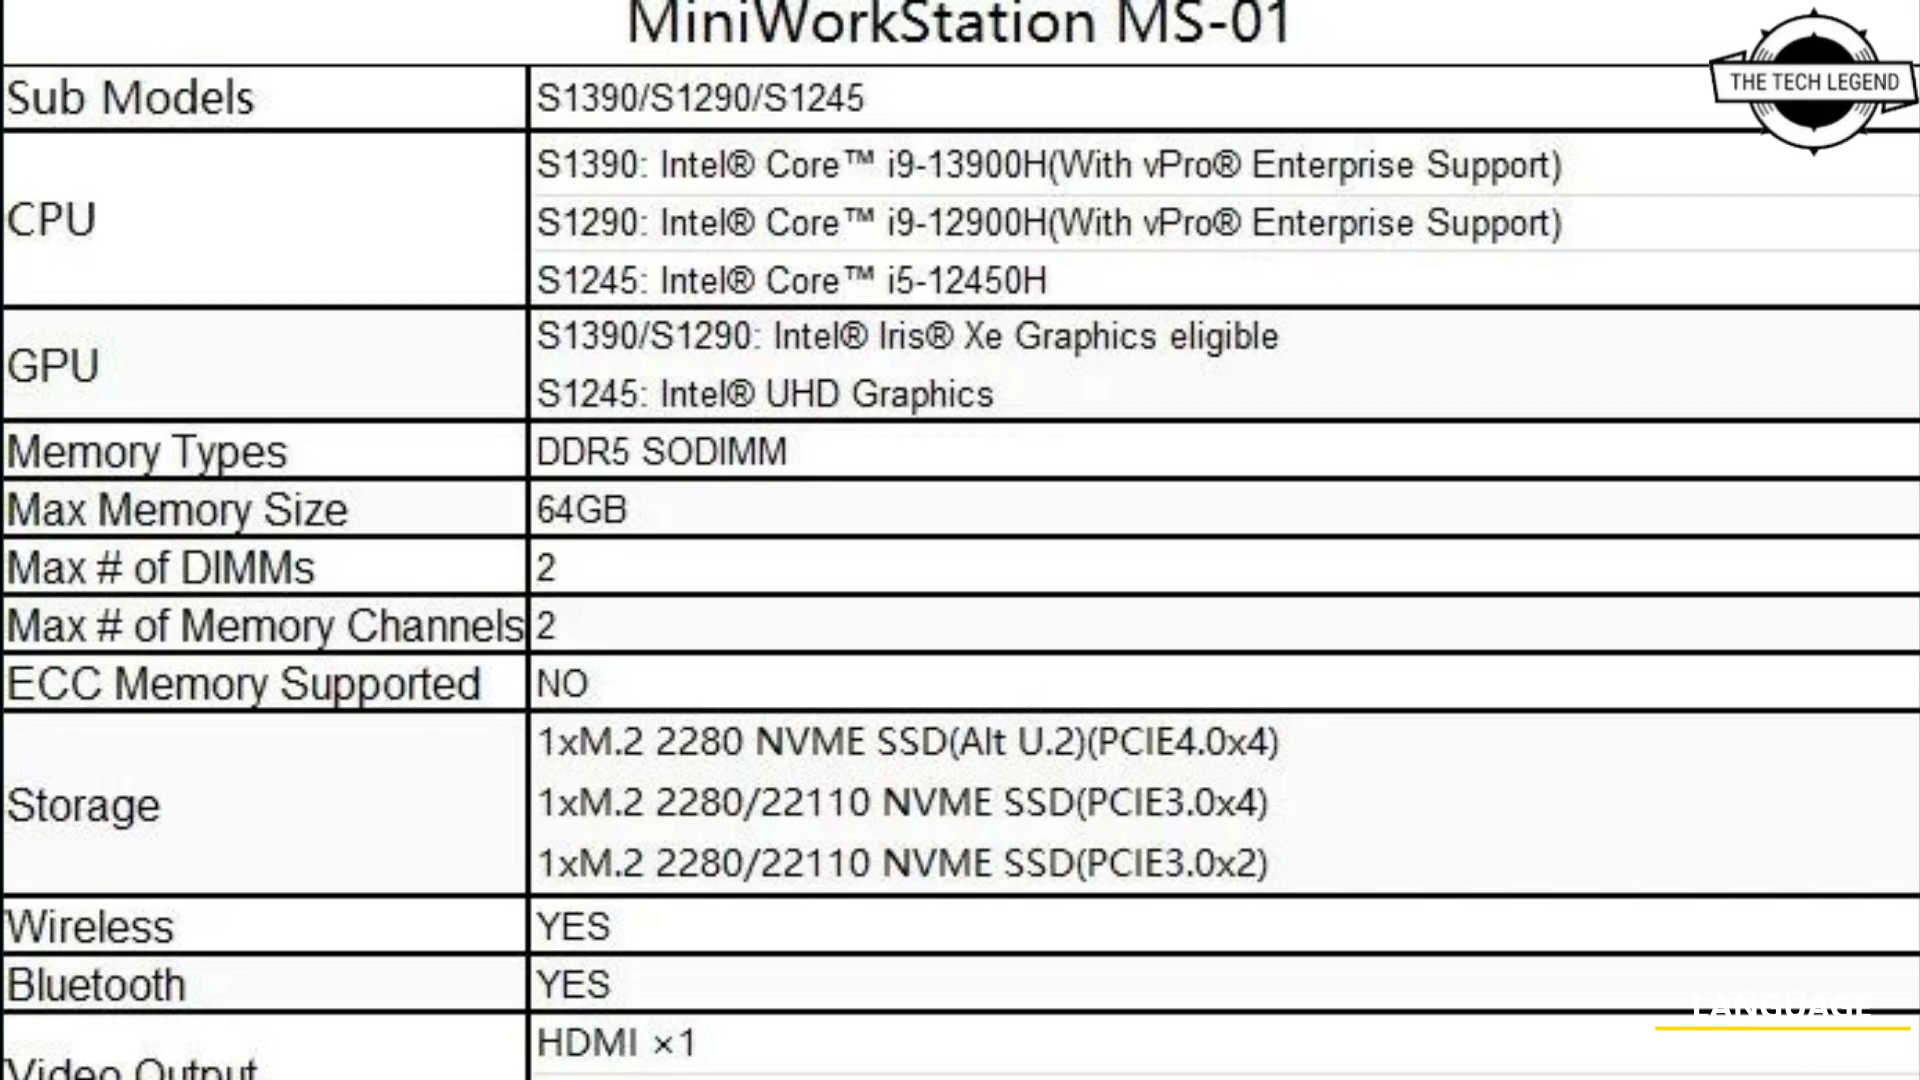 MiniWorkStation MS-01
THE TECH LEGEND
Sub Models
S1390/S1290/S1245
CPU
S1390: Intel® Core™ i9-13900H(With vPro® Enterprise Support)
S1290: Intel® Core™ i9-12900H(With vPro® Enterprise Support)
S1245: Intel® Core™ i5-12450H
GPU
S1390/S1290: Intel® Iris® Xe Graphics eligible
S1245: Intel® UHD Graphics
Memory Types
DDR5 SODIMM
Max Memory Size
64GB
Max # of DIMMs
2
Max # of Memory Channels
2
ECC Memory Supported
NO
Storage
1xM.2 2280 NVME SSD(Alt U.2)(PCIE4.0x4)
1xM.2 2280/22110 NVME SSD(PCIE3.0x4)
1xM.2 2280/22110 NVME SSD(PCIE3.0x2)
Wireless
YES
Bluetooth
YES
LANGUAGE
Video Output
HDMI ×1